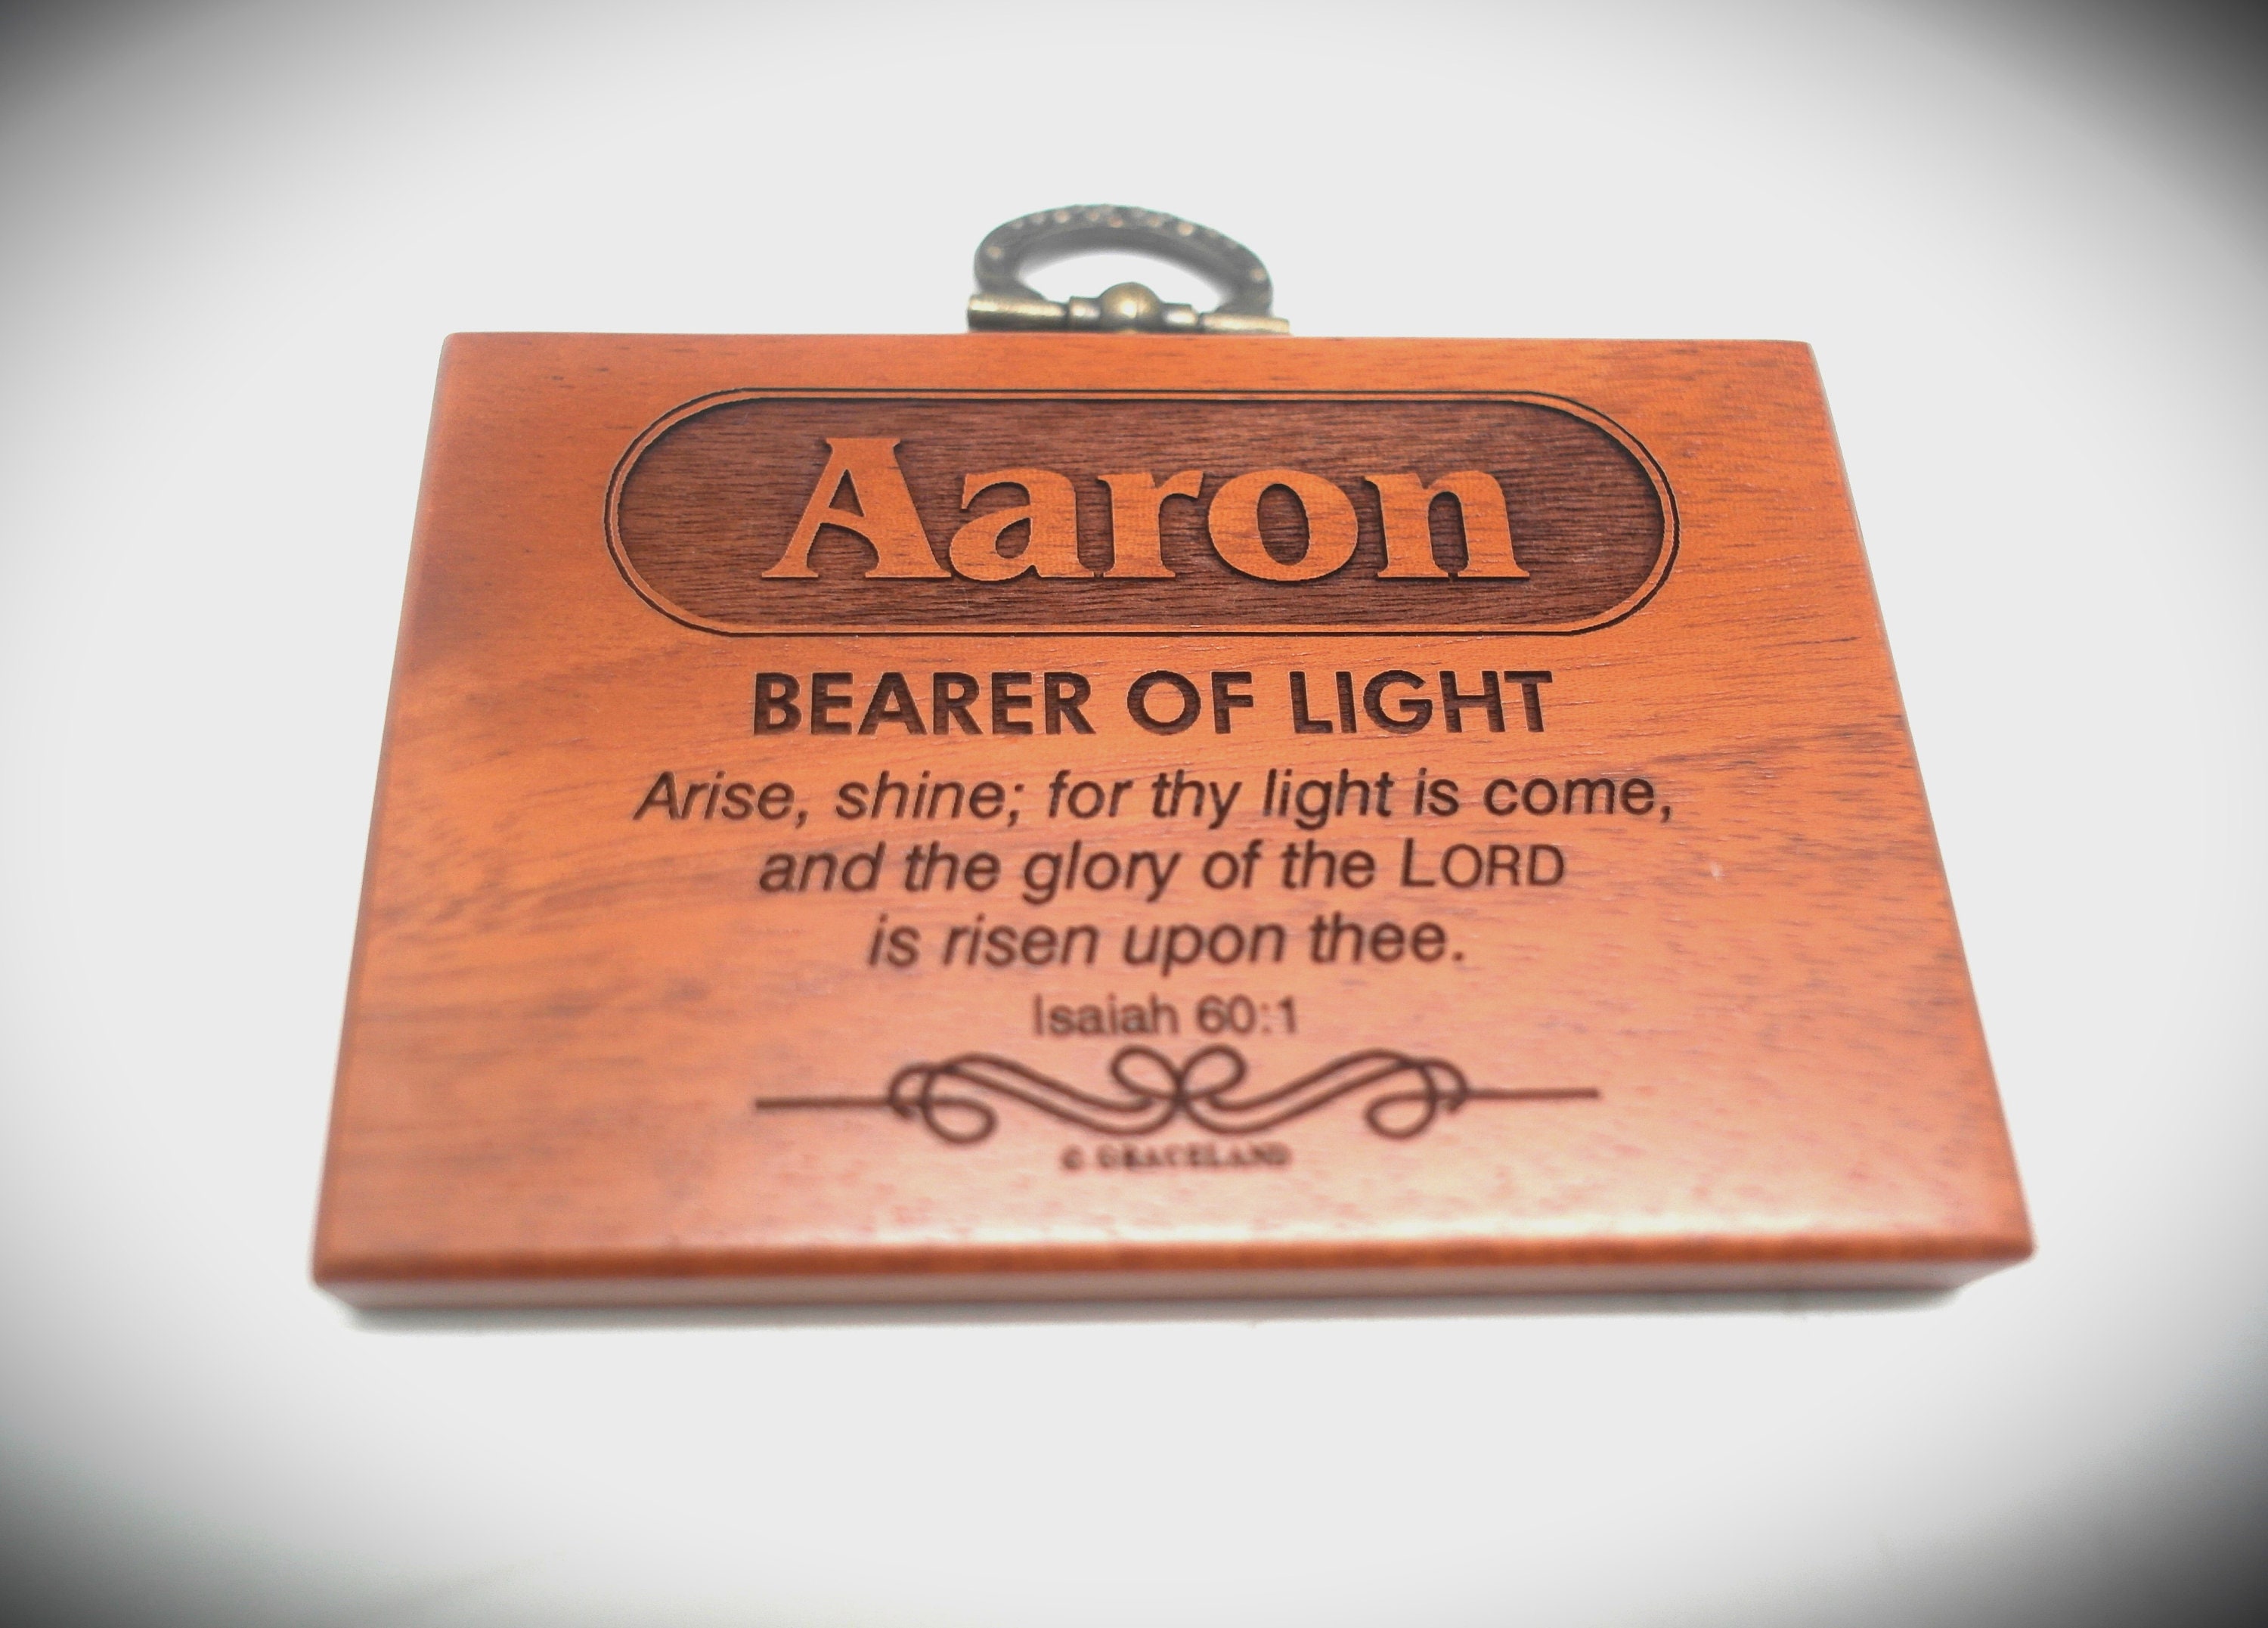 Aaron
BEARER OF LIGHT
Arise, shine; for thy light is come,
and the glory of the LORD
is risen upon thee.
Isaiah 60:1
© GRACELAND